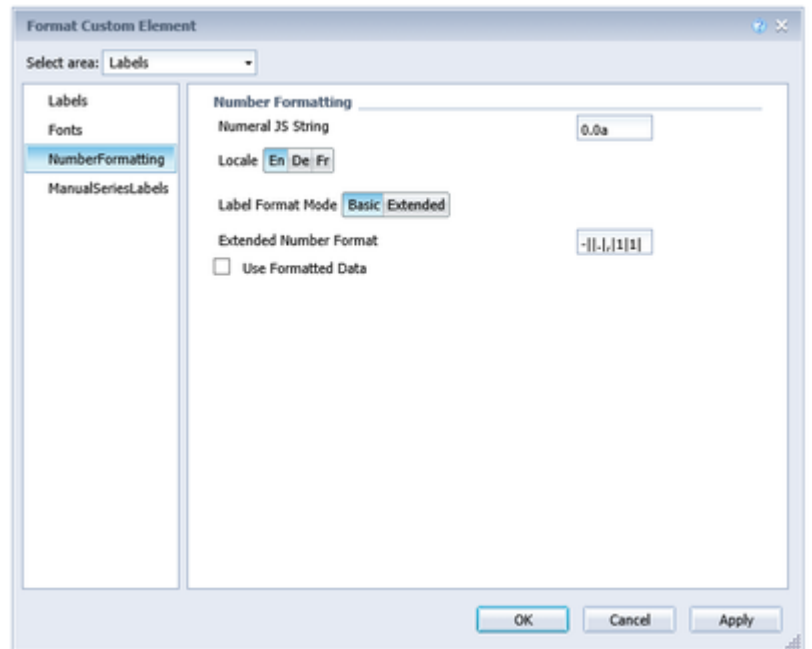 Format Custom Element
Select area: Labels
Labels
Fonts
NumberFormatting
ManualSeriesLabels
Number Formatting
Numeral JS String 0.0a
Locale En De Fr
Label Format Mode Basic Extended
Extended Number Format -||.|,|1|1|
Use Formatted Data
OK Cancel Apply